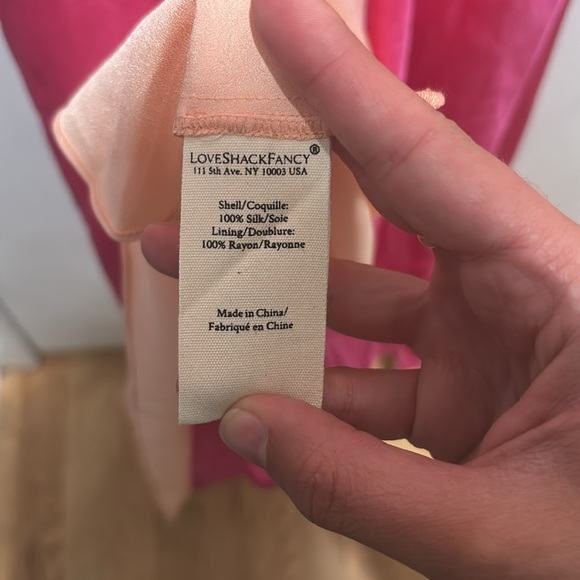 LoveShackFancy®
111 5th Ave. NY 10003 USA
Shell/Coquille:
100% Silk/Soie
Lining/Doublure:
100% Rayon/Rayonne
Made in China/
Fabriqué en Chine